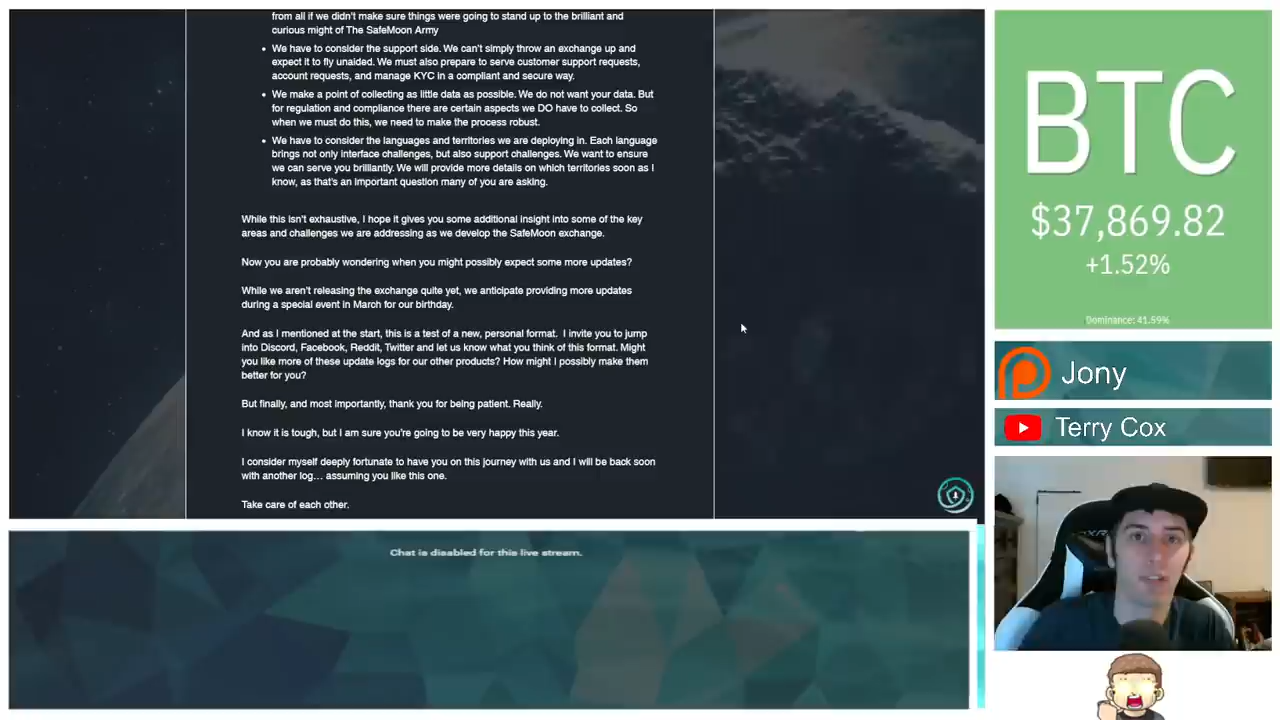 from all if we didn't make sure things were going to stand up to the brilliant and
curious might of The SafeMoon Army
• We have to consider the support side. We can't simply throw an exchange up and
expect it to fly unaided. We must also prepare to serve customer support requests,
account requests, and manage KYC in a compliant and secure way.
• We make a point of collecting as little data as possible. We do not want your data. But
for regulation and compliance there are certain aspects we DO have to collect. So
when we must do this, we need to make the process robust.
• We have to consider the languages and territories we are deploying in. Each language
brings not only interface challenges, but also support challenges. We want to ensure
we can serve you brilliantly. We will provide more details on which territories soon as I
know, as that's an important question many of you are asking.
While this isn't exhaustive, I hope it gives you some additional insight into some of the key
areas and challenges we are addressing as we develop the SafeMoon exchange.
Now you are probably wondering when you might possibly expect some more updates?
While we aren't releasing the exchange quite yet, we anticipate providing more updates
during a special event in March for our birthday.
And as I mentioned at the start, this is a test of a new, personal format. I invite you to jump
into Discord, Facebook, Reddit, Twitter and let us know what you think of this format. Might
you like more of these update logs for our other products? How might I possibly make them
better for you?
But finally, and most importantly, thank you for being patient. Really.
I know it is tough, but I am sure you're going to be very happy this year.
I consider myself deeply fortunate to have you on this journey with us and I will be back soon
with another log… assuming you like this one.
Take care of each other.
Chat is disabled for this live stream.
BTC
$37,869.82
+1.52%
Dominance: 41.59%
Jony
Terry Cox